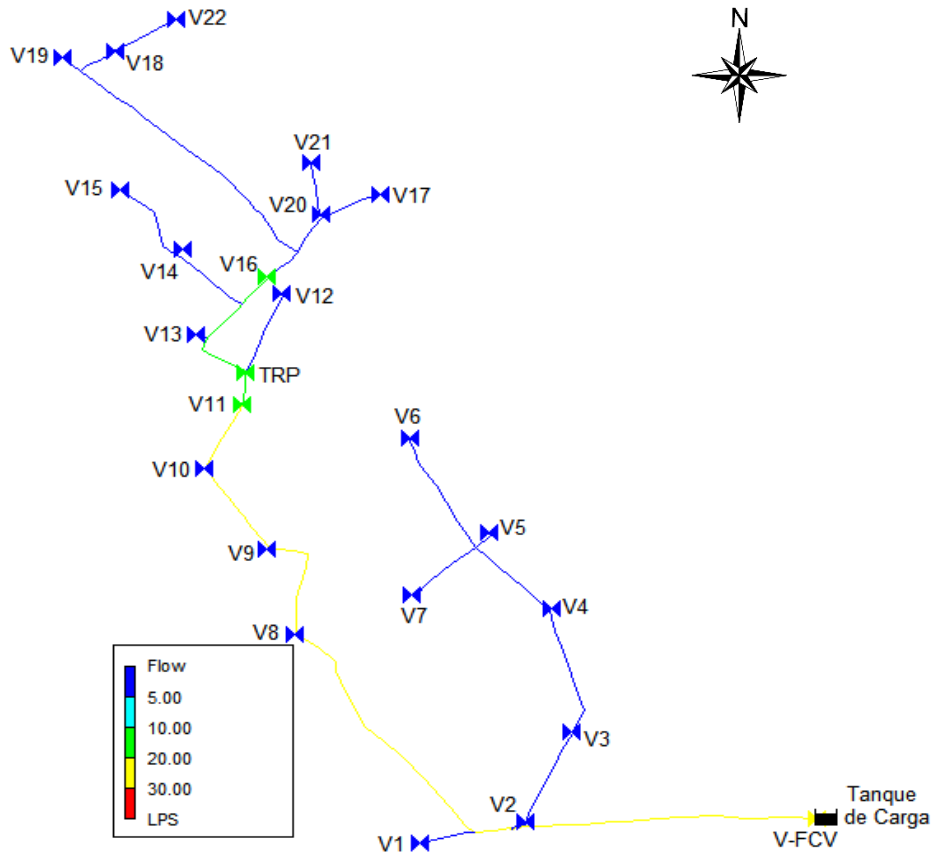 N
V22
V19
V18
V21
V15
V17
V20
V14
V16
V12
V13
TRP
V11
V6
V10
V5
V9
V7
V4
V8
Flow
5.00
10.00
20.00
30.00
LPS
V3
V2
Tanque
de Carga
V-FCV
V1